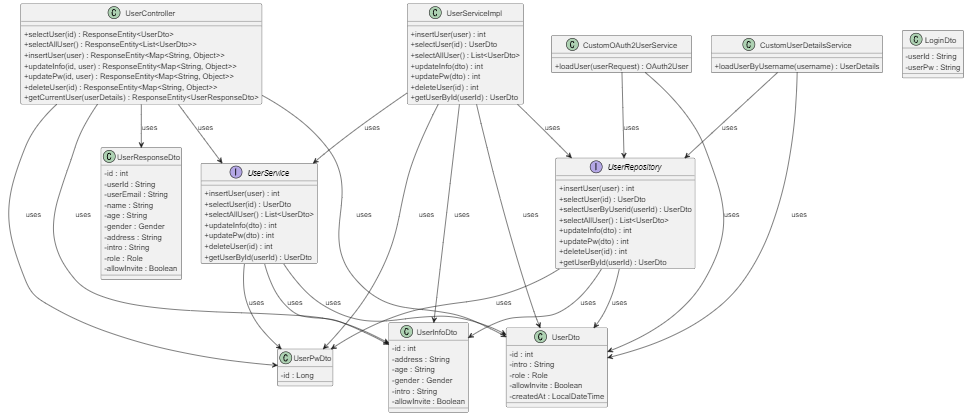 C UserController
+selectUser(id) : ResponseEntity<UserDto>
+selectAllUser() : ResponseEntity<List<UserDto>>
+insertUser(user) : ResponseEntity<Map<String, Object>>
+updateInfo(id, user) : ResponseEntity<Map<String, Object>>
+updatePw(id, user) : ResponseEntity<Map<String, Object>>
+deleteUser(id) : ResponseEntity<Map<String, Object>>
+getCurrentUser(userDetails) : ResponseEntity<UserResponseDto>
C UserServiceImpl
+insertUser(user) : int
+selectUser(id) : UserDto
+selectAllUser() : List<UserDto>
+updateInfo(dto) : int
+updatePw(dto) : int
+deleteUser(id) : int
+getUserById(userId) : UserDto
C CustomOAuth2UserService
+loadUser(userRequest) : OAuth2User
C CustomUserDetailsService
+loadUserByUsername(username) : UserDetails
C LoginDto
-userId : String
-userPw : String
uses
uses
uses
uses
uses
uses
uses
C UserResponseDto
-id : int
-userId : String
-userEmail : String
-name : String
-age : String
-gender : Gender
-address : String
-intro : String
-role : Role
-allowInvite : Boolean
I UserService
+insertUser(user) : int
+selectUser(id) : UserDto
+selectAllUser() : List<UserDto>
+updateInfo(dto) : int
+updatePw(dto) : int
+deleteUser(id) : int
+getUserById(userId) : UserDto
I UserRepository
+insertUser(user) : int
+selectUser(id) : UserDto
+selectUserByUserid(userId) : UserDto
+selectAllUser() : List<UserDto>
+updateInfo(dto) : int
+updatePw(dto) : int
+deleteUser(id) : int
+getUserById(userId) : UserDto
uses
uses
uses
uses
uses
uses
uses
uses
uses
uses
uses
uses
uses
uses
C UserPwDto
-id : Long
C UserInfoDto
-id : int
-address : String
-age : String
-gender : Gender
-intro : String
-allowInvite : Boolean
C UserDto
-id : int
-intro : String
-role : Role
-allowInvite : Boolean
-createdAt : LocalDateTime